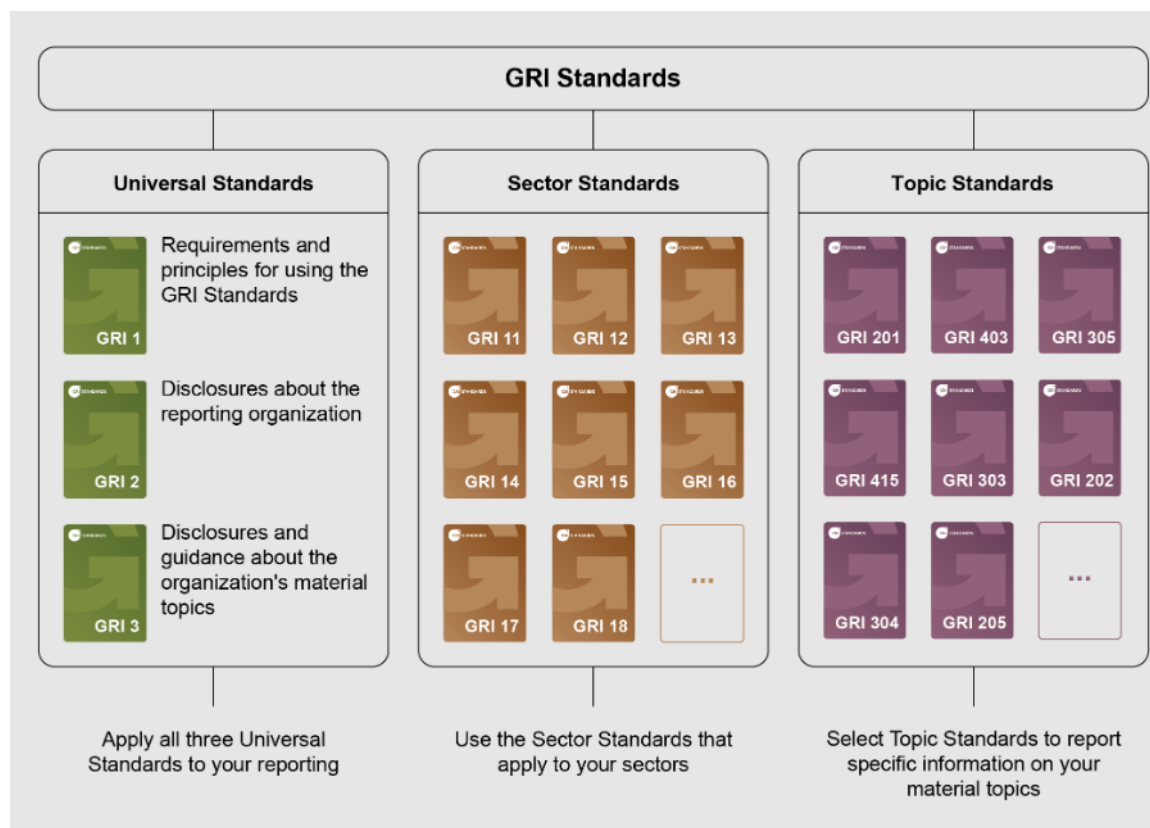 GRI Standards
Universal Standards
Requirements and
principles for using the
GRI Standards
GRI 1
Disclosures about the
reporting organization
GRI 2
Disclosures and
guidance about the
organization's material
topics
GRI 3
Apply all three Universal
Standards to your reporting
Sector Standards
GRI 11
GRI 12
GRI 13
GRI 14
GRI 15
GRI 16
GRI 17
GRI 18
...
Use the Sector Standards that
apply to your sectors
Topic Standards
GRI 201
GRI 403
GRI 305
GRI 415
GRI 303
GRI 202
GRI 304
GRI 205
...
Select Topic Standards to report
specific information on your
material topics